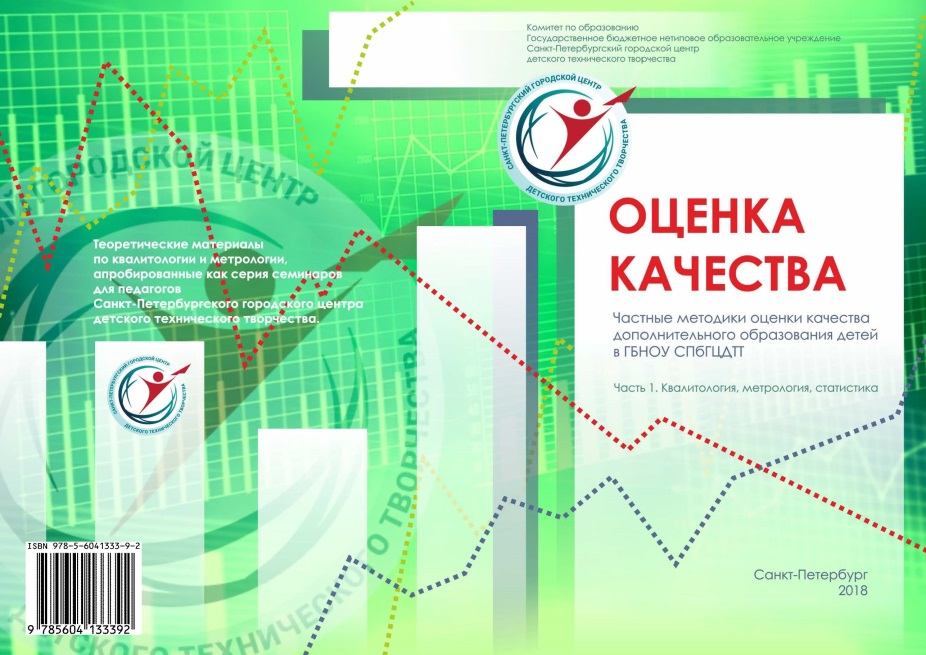 Комитет по образованию
Государственное бюджетное нетиповое образовательное учреждение
Санкт-Петербургский городской центр
детского технического творчества
САНКТ-ПЕТЕРБУРГСКИЙ ГОРОДСКОЙ ЦЕНТР
ДЕТСКОГО ТЕХНИЧЕСКОГО ТВОРЧЕСТВА
ОЦЕНКА
КАЧЕСТВА
Частные методики оценки качества
дополнительного образования детей
в ГБНОУ СПбГЦДТТ
Часть 1. Квалитология, метрология, статистика
Санкт-Петербург
2018
ГОРОДСКОЙ ЦЕНТР
ТЕХНИЧЕСКОГО ТВОРЧЕСТВА
Теоретические материалы
по квалитологии и метрологии,
апробированные как серия семинаров
для педагогов
Санкт-Петербургского городского центра
детского технического творчества.
САНКТ-ПЕТЕРБУРГСКИЙ ГОРОДСКОЙ ЦЕНТР
ДЕТСКОГО ТЕХНИЧЕСКОГО ТВОРЧЕСТВА
ISBN 978-5-6041333-9-2
9 785604 133392